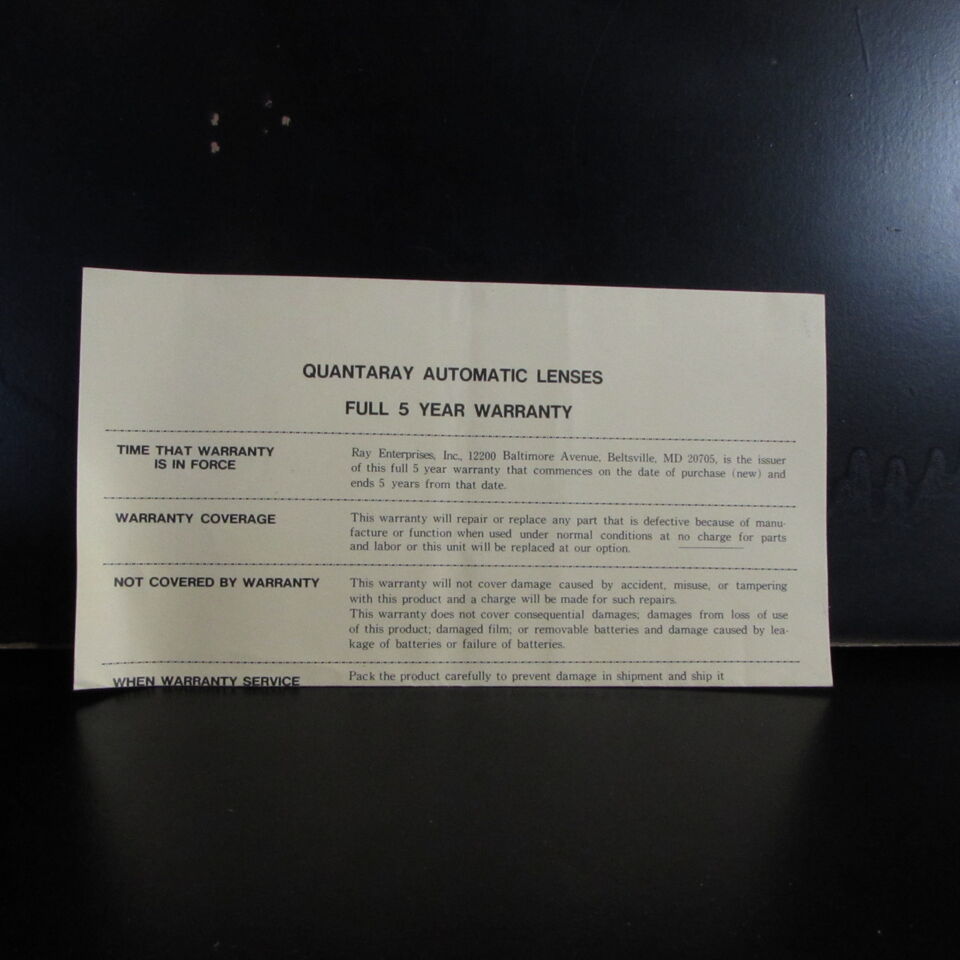 QUANTARAY AUTOMATIC LENSES
FULL 5 YEAR WARRANTY
TIME THAT WARRANTY
IS IN FORCE
Ray Enterprises, Inc., 12200 Baltimore Avenue, Beltsville, MD 20705, is the issuer
of this full 5 year warranty that commences on the date of purchase (new) and
ends 5 years from that date.
WARRANTY COVERAGE
This warranty will repair or replace any part that is defective because of manu-
facture or function when used under normal conditions at no charge for parts
and labor or this unit will be replaced at our option.
NOT COVERED BY WARRANTY
This warranty will not cover damage caused by accident, misuse, or tampering
with this product and a charge will be made for such repairs.
This warranty does not cover consequential damages; damages from loss of use
of this product; damaged film; or removable batteries and damage caused by lea-
kage of batteries or failure of batteries.
WHEN WARRANTY SERVICE
Pack the product carefully to prevent damage in shipment and ship it